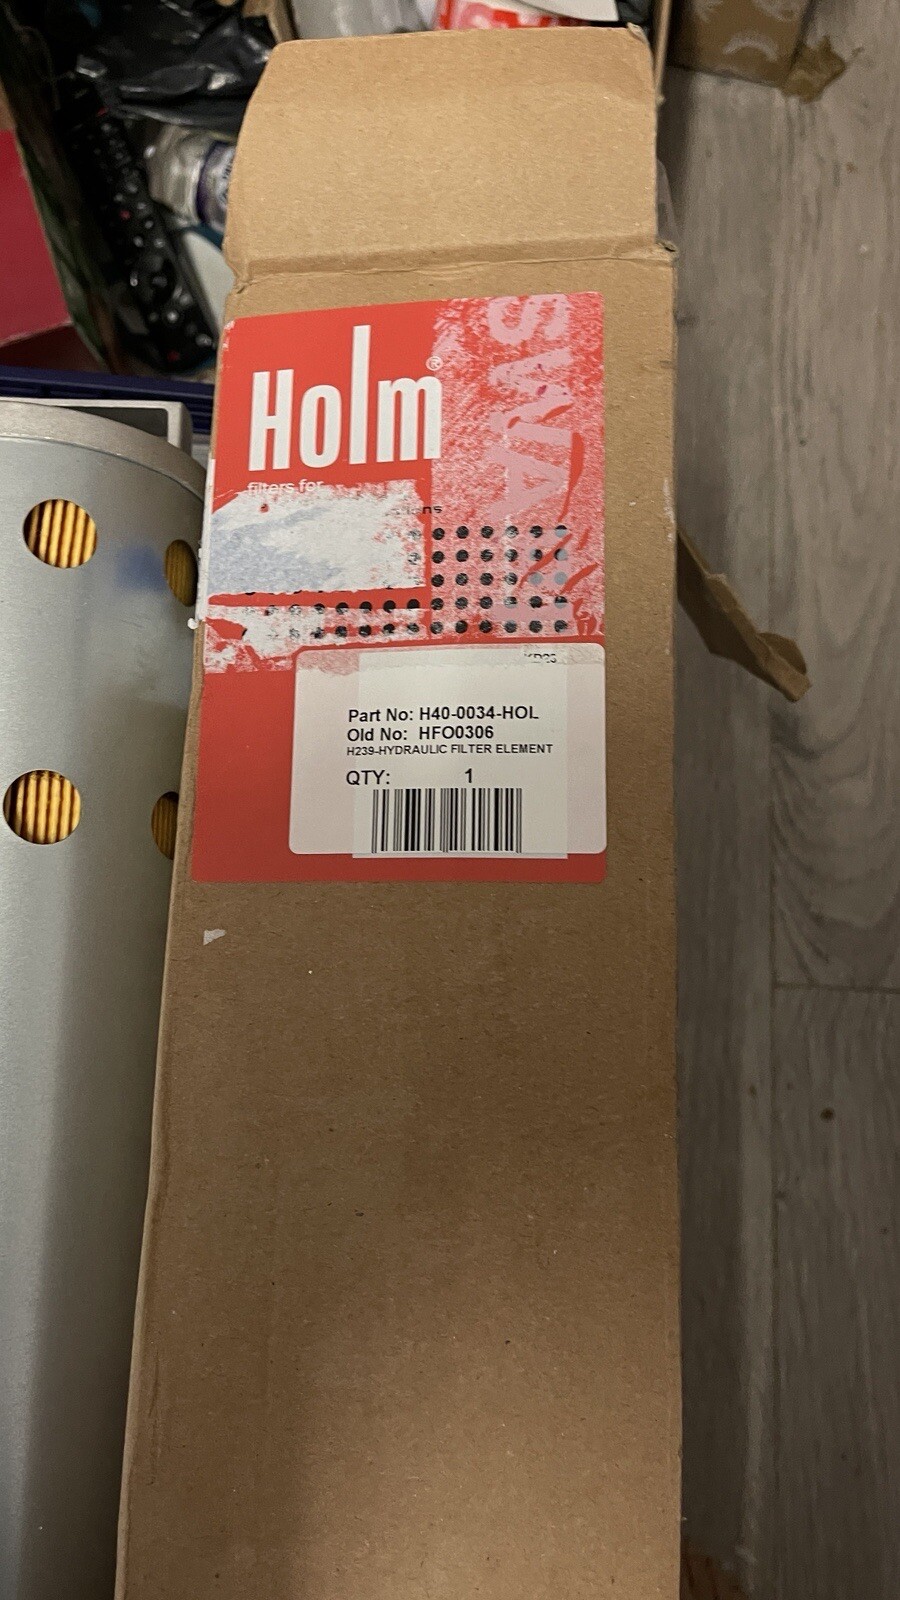 Holm®
filters for
Part No: H40-0034-HOL
Old No: HFO0306
H239-HYDRAULIC FILTER ELEMENT
QTY: 1